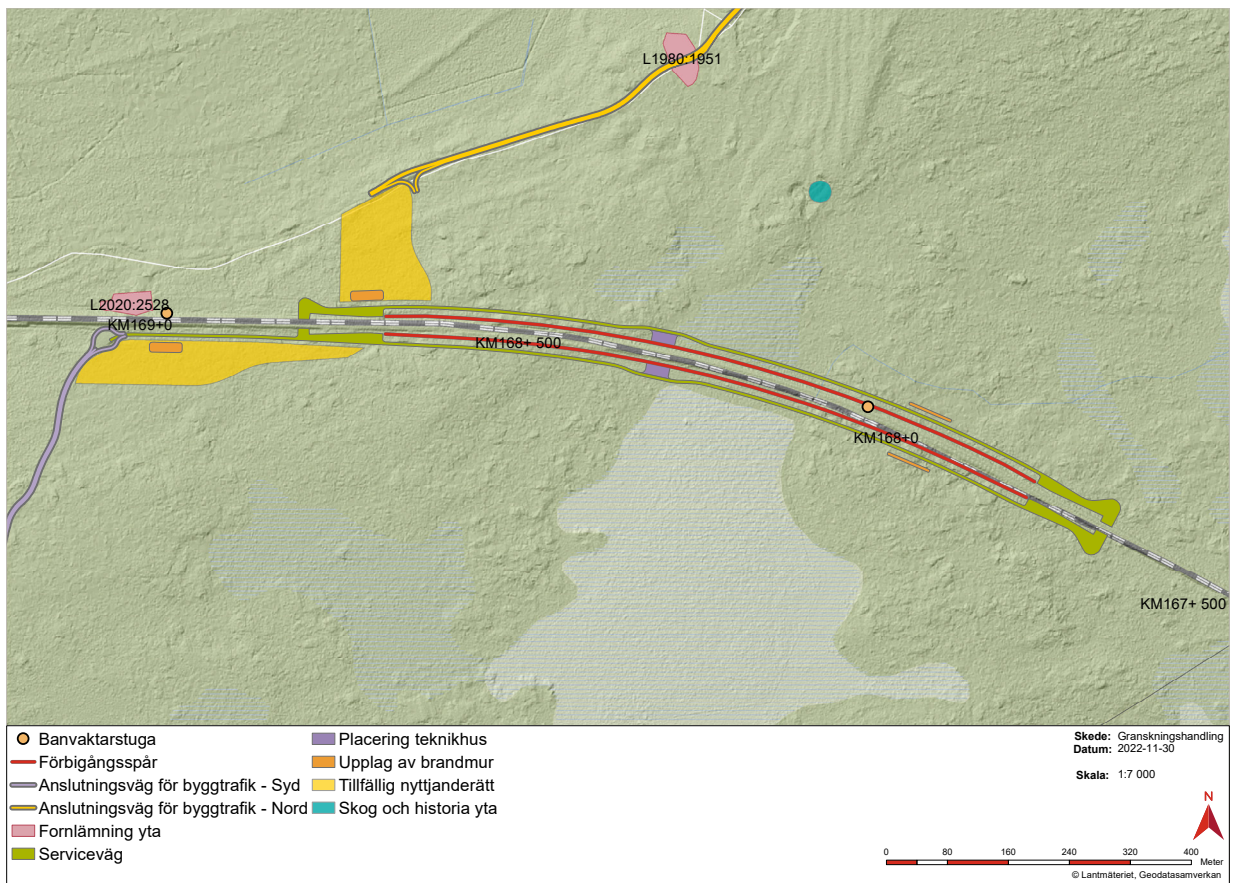 L1980:1951
L2020:2528
KM169+0
KM168+ 500
KM168+0
KM167+ 500
Banvaktarstuga
Förbigångsspår
Anslutningsväg för byggtrafik - Syd
Anslutningsväg för byggtrafik - Nord
Fornlämning yta
Serviceväg
Placering teknikhus
Upplag av brandmur
Tillfällig nyttjanderätt
Skog och historia yta
Skede: Granskningshandling
Datum: 2022-11-30
Skala: 1:7 000
N
0 80 160 240 320 400
Meter
© Lantmäteriet, Geodatasamverkan